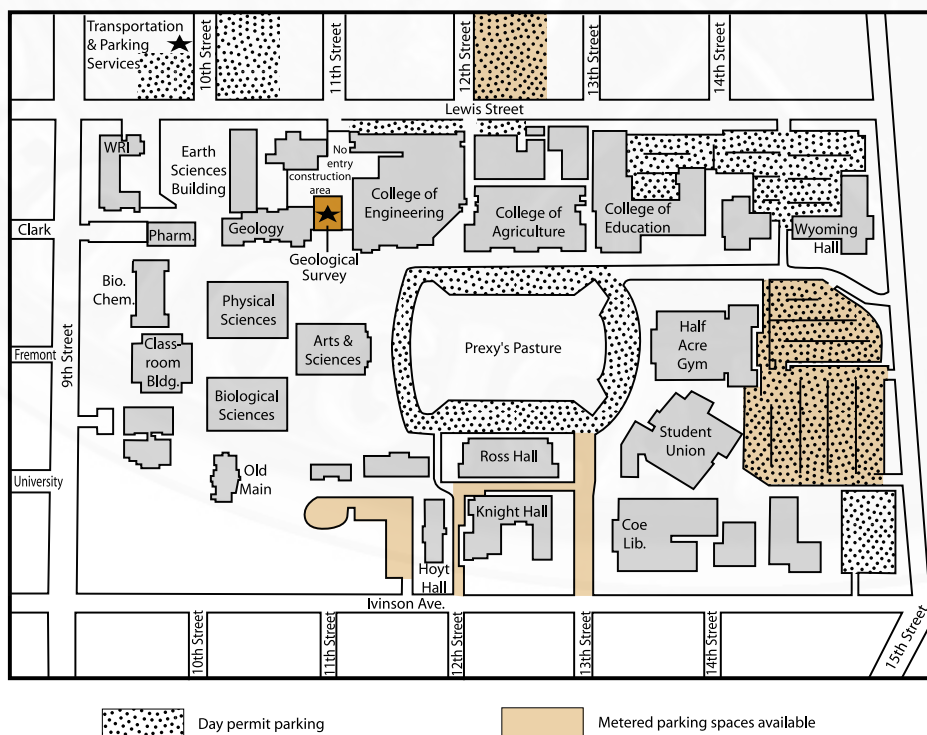 Transportation
& Parking
Services
10th Street
11th Street
12th Street
13th Street
14th Street
Lewis Street
WRI
Earth
Sciences
Building
No
entry
construction
area
College of
Engineering
College of
Agriculture
College of
Education
Wyoming
Hall
Clark
Pharm.
Geology
Geological
Survey
Bio.
Chem.
Physical
Sciences
9th Street
Fremont
Class-
room
Bldg.
Arts &
Sciences
Prexy's Pasture
Half
Acre
Gym
Biological
Sciences
Student
Union
University
Old
Main
Ross Hall
Knight Hall
Coe
Lib.
Hoyt
Hall
Ivinson Ave.
10th Street
11th Street
12th Street
13th Street
14th Street
15th Street
Day permit parking
Metered parking spaces available